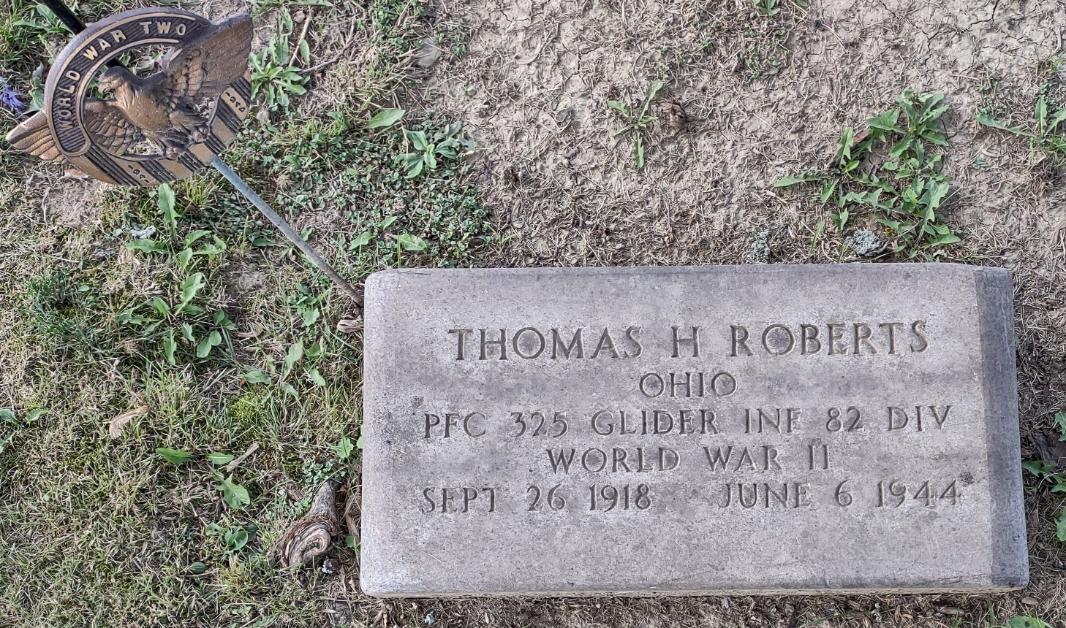 WORLD WAR TWO
THOMAS H ROBERTS
OHIO
PFC 325 GLIDER INF 82 DIV
WORLD WAR II
SEPT 26 1918 JUNE 6 1944